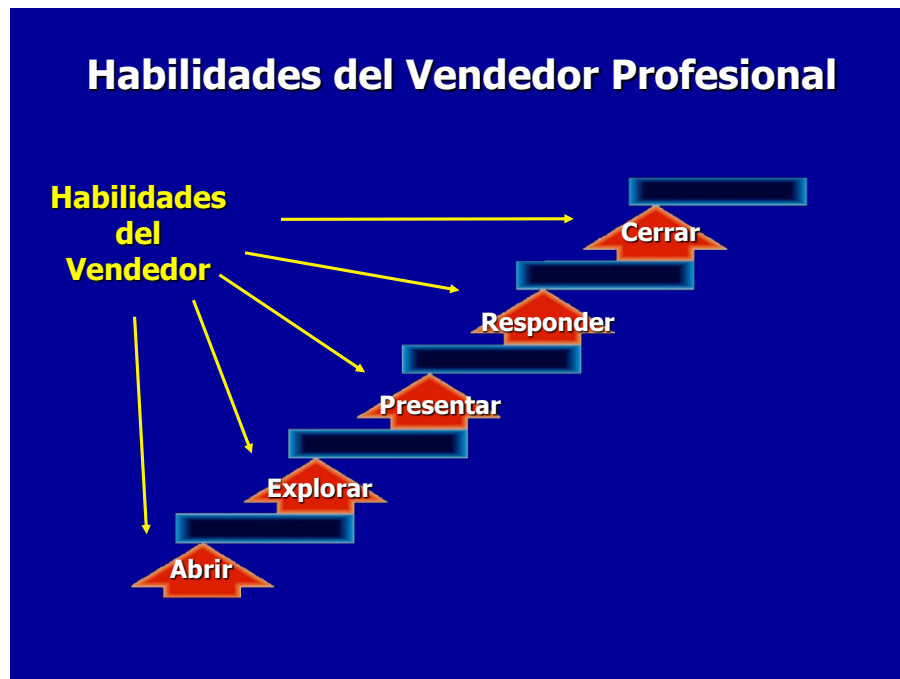 Habilidades del Vendedor Profesional
Habilidades
del
Vendedor
Cerrar
Responder
Presentar
Explorar
Abrir